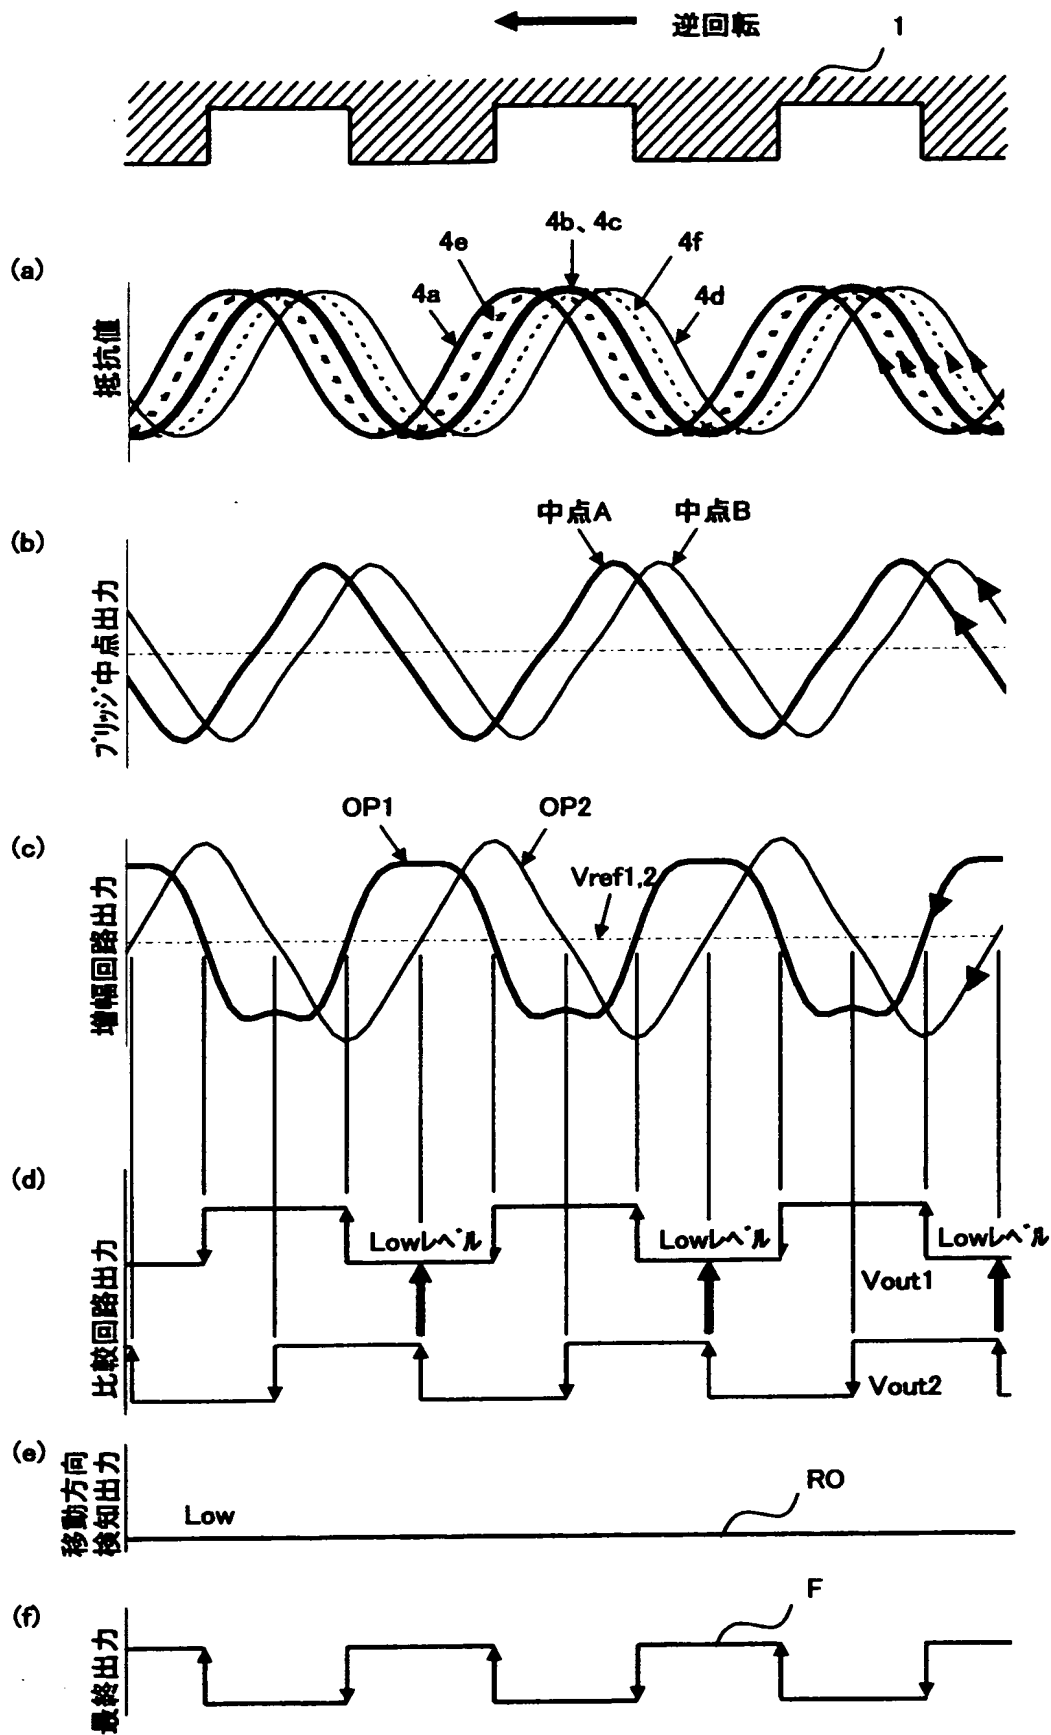 逆回転
1
(a)
抵抗値
4a
4e
4b、4c
4f
4d
(b)
ブリッジ中点出力
中点A
中点B
(c)
増幅回路出力
OP1
OP2
Vref1,2
(d)
比較回路出力
Lowレベル
Lowレベル
Lowレベル
Vout1
Vout2
(e)
移動方向
検知出力
Low
RO
(f)
最終出力
F